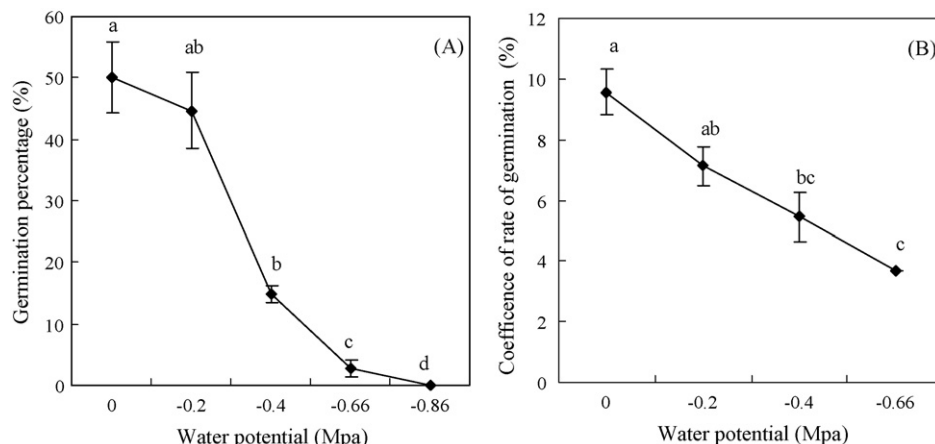 (A)
Germination percentage (%)
60
50
40
30
20
10
0
a
ab
b
c
d
0 -0.2 -0.4 -0.66 -0.86
Water potential (Mpa)
(B)
Coefficence of rate of germination (%)
12
10
8
6
4
2
0
a
ab
bc
c
0 -0.2 -0.4 -0.66
Water potential (Mpa)